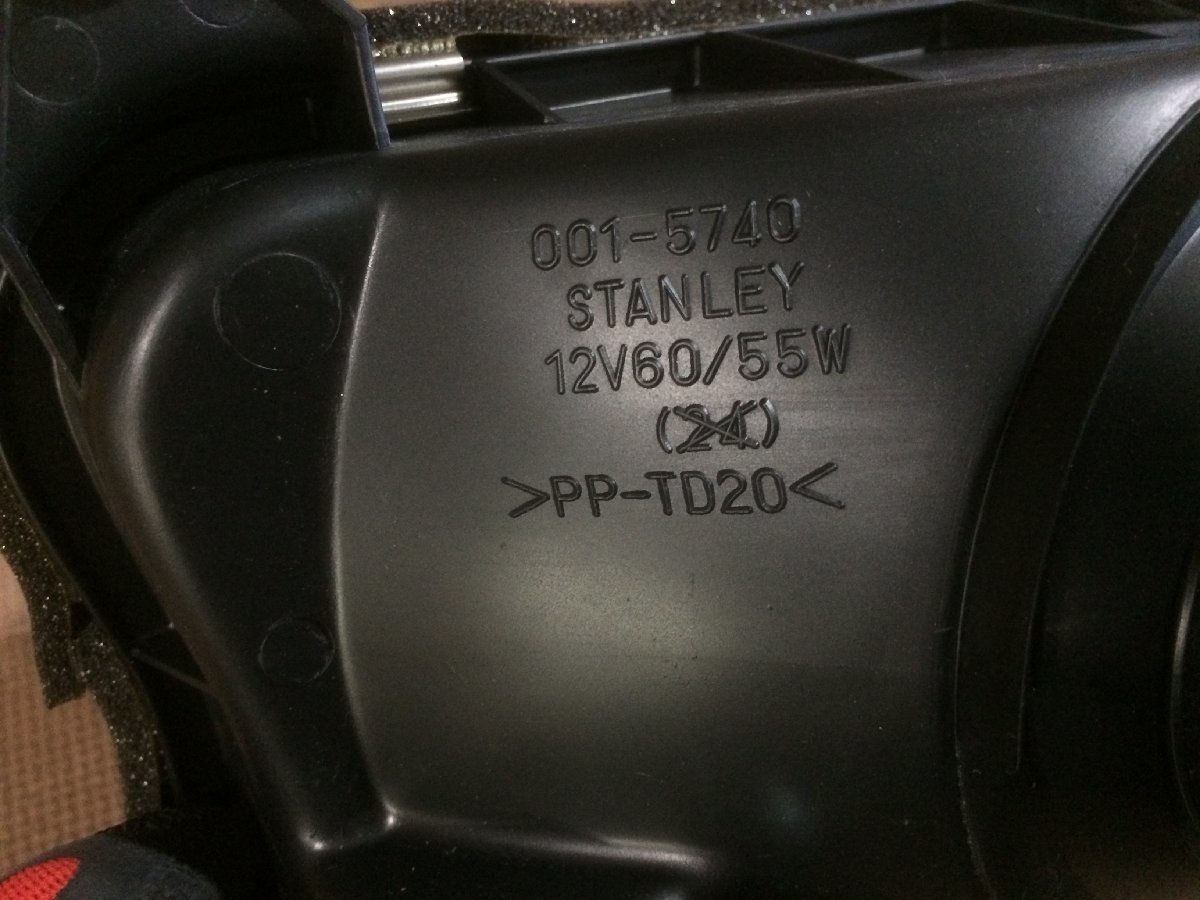 001-5740
STANLEY
12V60/55W
(24)
>PP-TD20<